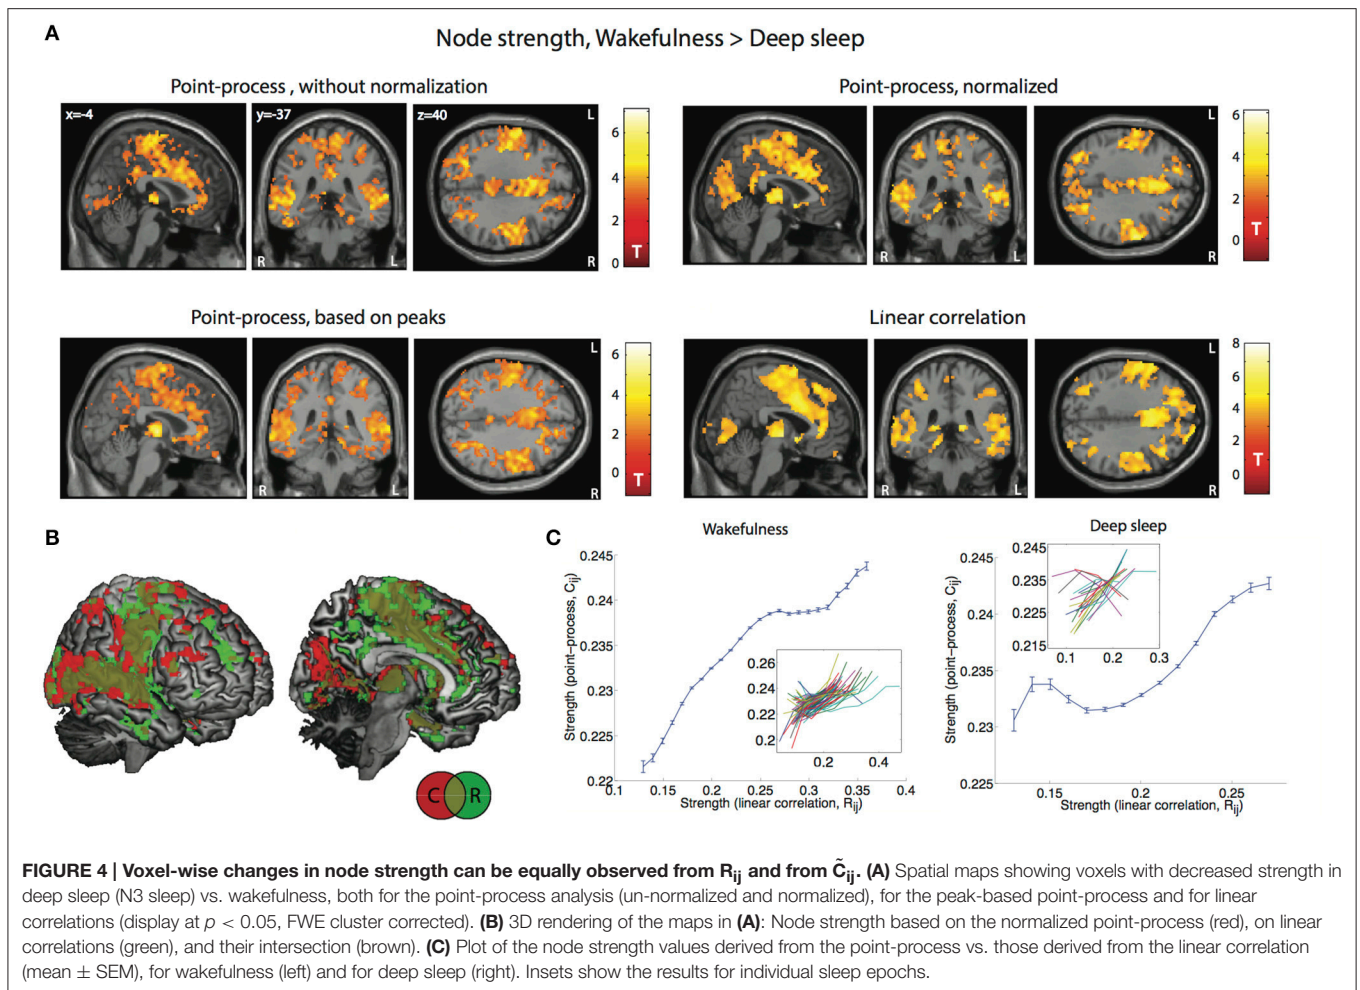 A
Node strength, Wakefulness > Deep sleep
Point-process , without normalization
x=-4
y=-37
z=40
L
R
L
R
6
4
2
0
T
Point-process, normalized
L
R
L
R
6
4
2
0
T
Point-process, based on peaks
L
R
L
R
6
4
2
0
T
Linear correlation
L
R
L
R
8
6
4
2
0
T
B
C R
C
Wakefulness
Strength (point−process, C_ij)
0.245
0.24
0.235
0.23
0.225
0.22
0.1 0.15 0.2 0.25 0.3 0.35 0.4
Strength (linear correlation, R_ij)
0.26
0.24
0.22
0.2
0.2 0.4
Deep sleep
Strength (point−process, C_ij)
0.245
0.24
0.235
0.23
0.225
0.15 0.2 0.25
Strength (linear correlation, R_ij)
0.245
0.235
0.225
0.215
0.1 0.2 0.3
FIGURE 4 | Voxel-wise changes in node strength can be equally observed from R_ij and from C̃_ij. (A) Spatial maps showing voxels with decreased strength in
deep sleep (N3 sleep) vs. wakefulness, both for the point-process analysis (un-normalized and normalized), for the peak-based point-process and for linear
correlations (display at p < 0.05, FWE cluster corrected). (B) 3D rendering of the maps in (A): Node strength based on the normalized point-process (red), on linear
correlations (green), and their intersection (brown). (C) Plot of the node strength values derived from the point-process vs. those derived from the linear correlation
(mean ± SEM), for wakefulness (left) and for deep sleep (right). Insets show the results for individual sleep epochs.